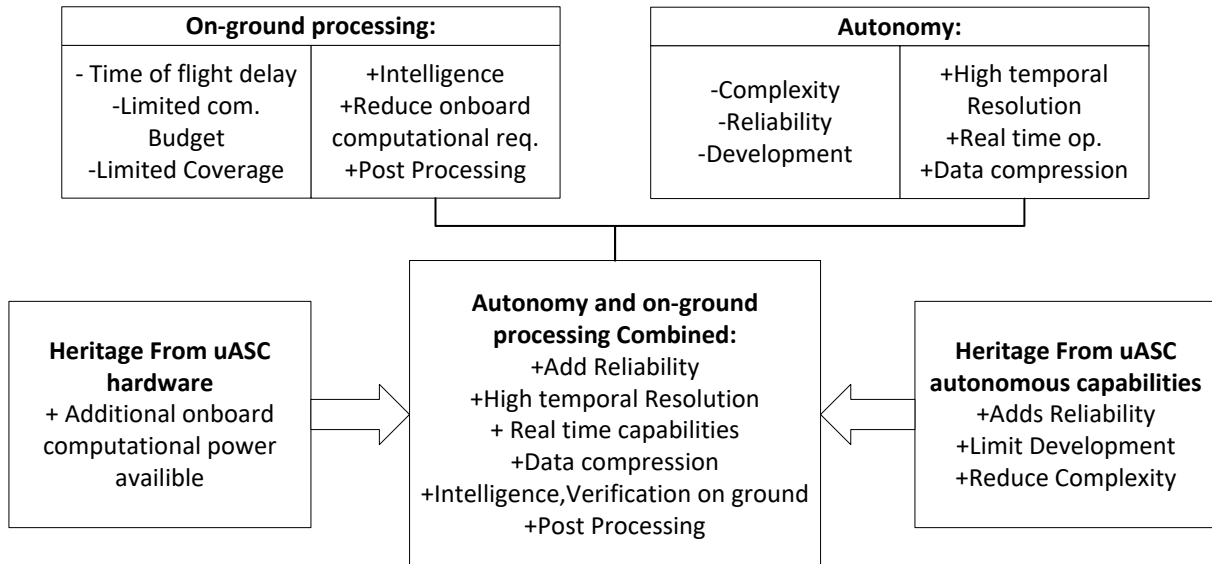 On-ground processing:
- Time of flight delay
-Limited com.
Budget
-Limited Coverage
+Intelligence
+Reduce onboard
computational req.
+Post Processing
Autonomy:
-Complexity
-Reliability
-Development
+High temporal
Resolution
+Real time op.
+Data compression
Heritage From uASC
hardware
+ Additional onboard
computational power
availible
Autonomy and on-ground
processing Combined:
+Add Reliability
+High temporal Resolution
+ Real time capabilities
+Data compression
+Intelligence,Verification on ground
+Post Processing
Heritage From uASC
autonomous capabilities
+Adds Reliability
+Limit Development
+Reduce Complexity